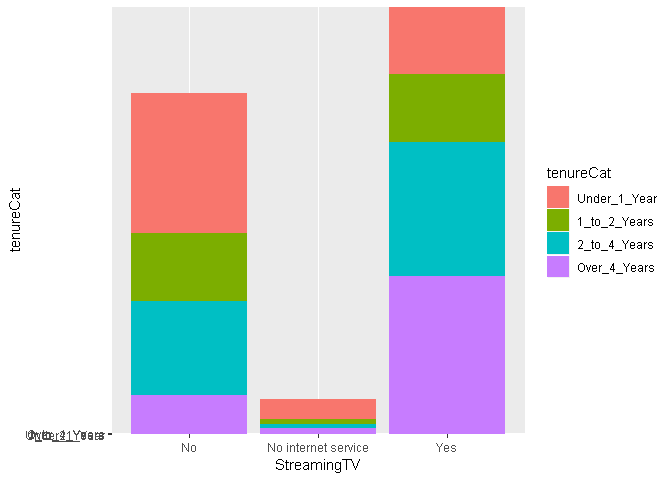 tenureCat
tenureCat
Under_1_Year
1_to_2_Years
2_to_4_Years
Over_4_Years
No
No internet service
Yes
StreamingTV